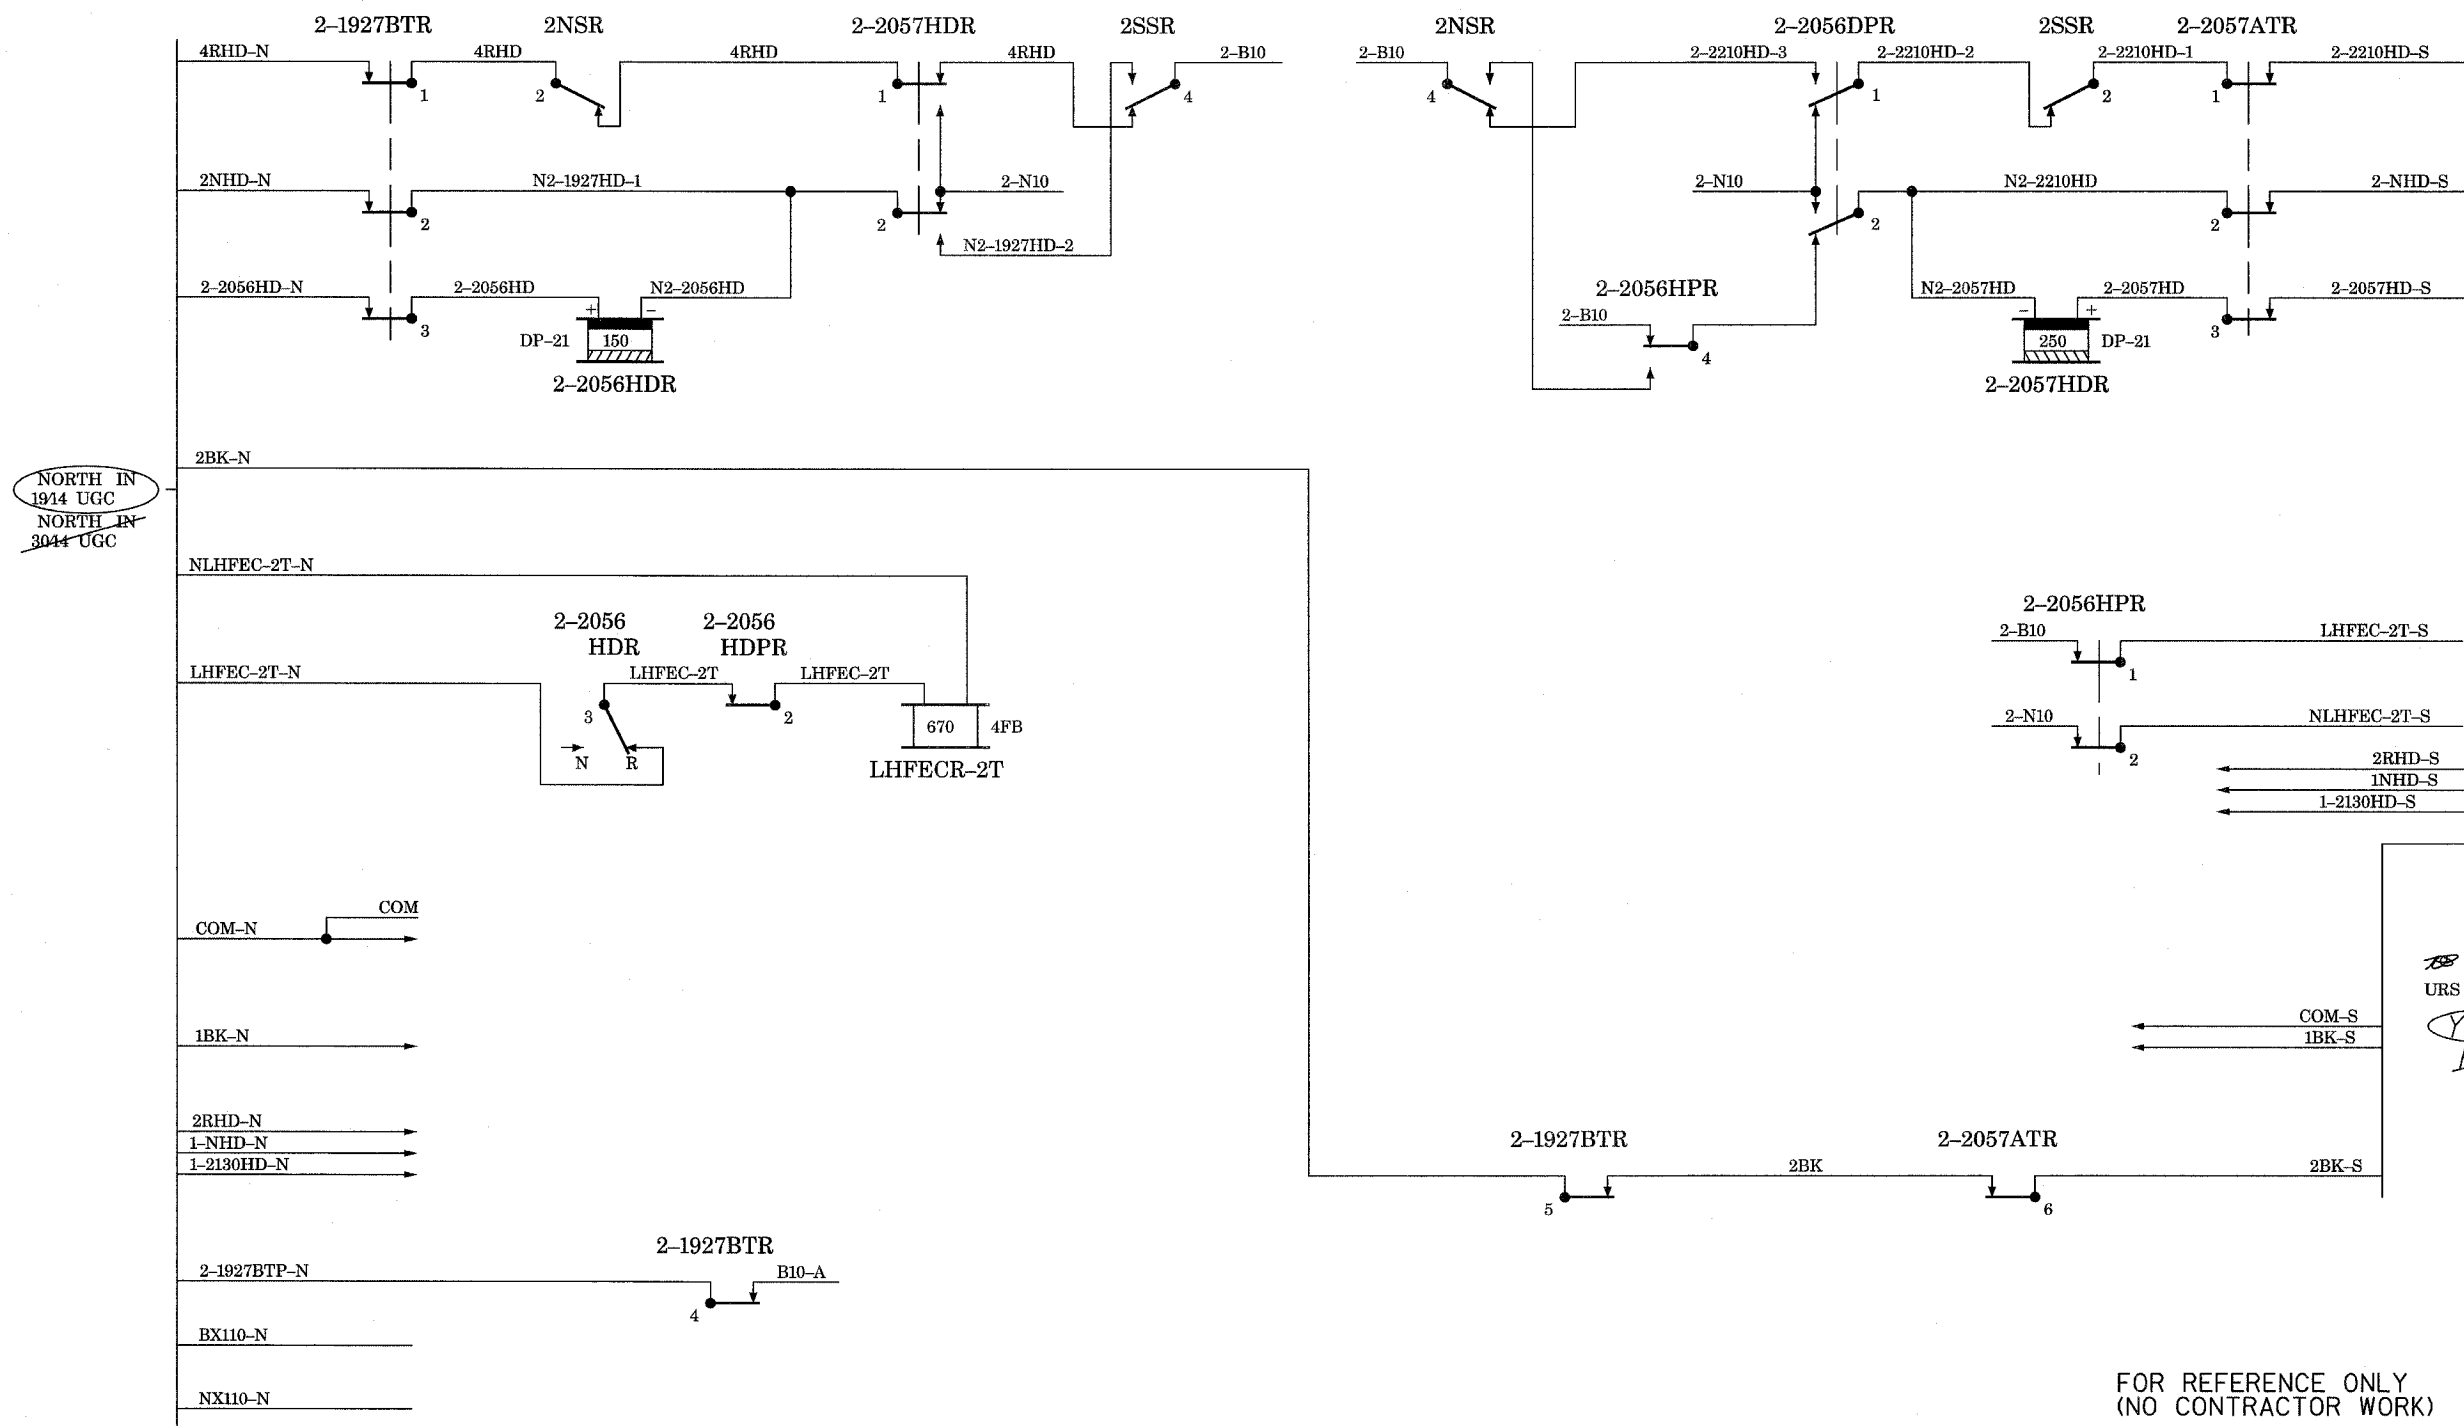 2-1927BTR 2NSR 2-2057HDR 2SSR 2NSR 2-2056DPR 2SSR 2-2057ATR
4RHD-N 4RHD 4RHD 4RHD 2-B10 2-B10 2-2210HD-3 2-2210HD-2 2-2210HD-1 2-2210HD-S
1 2 1 4 4 1 2 1
2NHD-N N2-1927HD-1 2-N10 2-N10 N2-2210HD 2-NHD-S
2 2 2 2
N2-1927HD-2
2-2056HD-N 2-2056HD N2-2056HD 2-2056HPR N2-2057HD 2-2057HD 2-2057HD-S
+ - 2-B10 - +
3 DP-21 150 4 250 DP-21 3
2-2056HDR 2-2057HDR
2BK-N
NORTH IN
19/14 UGC
NORTH IN
30/14 UGC
NLHFEC-2T-N
2-2056 2-2056 2-2056HPR
HDR HDPR 2-B10 LHFEC-2T-S
LHFEC-2T-N LHFEC-2T LHFEC-2T 1
3 2 2-N10 NLHFEC-2T-S
670 4FB
N R 2
LHFECR-2T 2RHD-S
1NHD-S
1-2130HD-S
COM
COM-N
URS
COM-S
Y
1BK-N 1BK-S
2RHD-N
1-NHD-N 2-1927BTR 2-2057ATR
1-2130HD-N 2BK 2BK-S
5 6
2-1927BTR
2-1927BTP-N B10-A
4
BX110-N
NX110-N
FOR REFERENCE ONLY
(NO CONTRACTOR WORK)